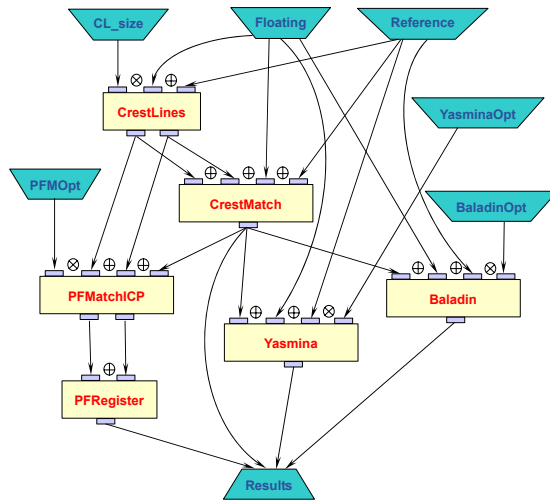 CL_size
Floating
Reference
⊗ ⊕
CrestLines
YasminaOpt
PFMOpt
⊕ ⊕ ⊕
CrestMatch
BaladinOpt
⊗ ⊕ ⊕
PFMatchICP
⊕ ⊕ ⊗
Baladin
⊕ ⊕ ⊗
Yasmina
⊕
PFRegister
Results